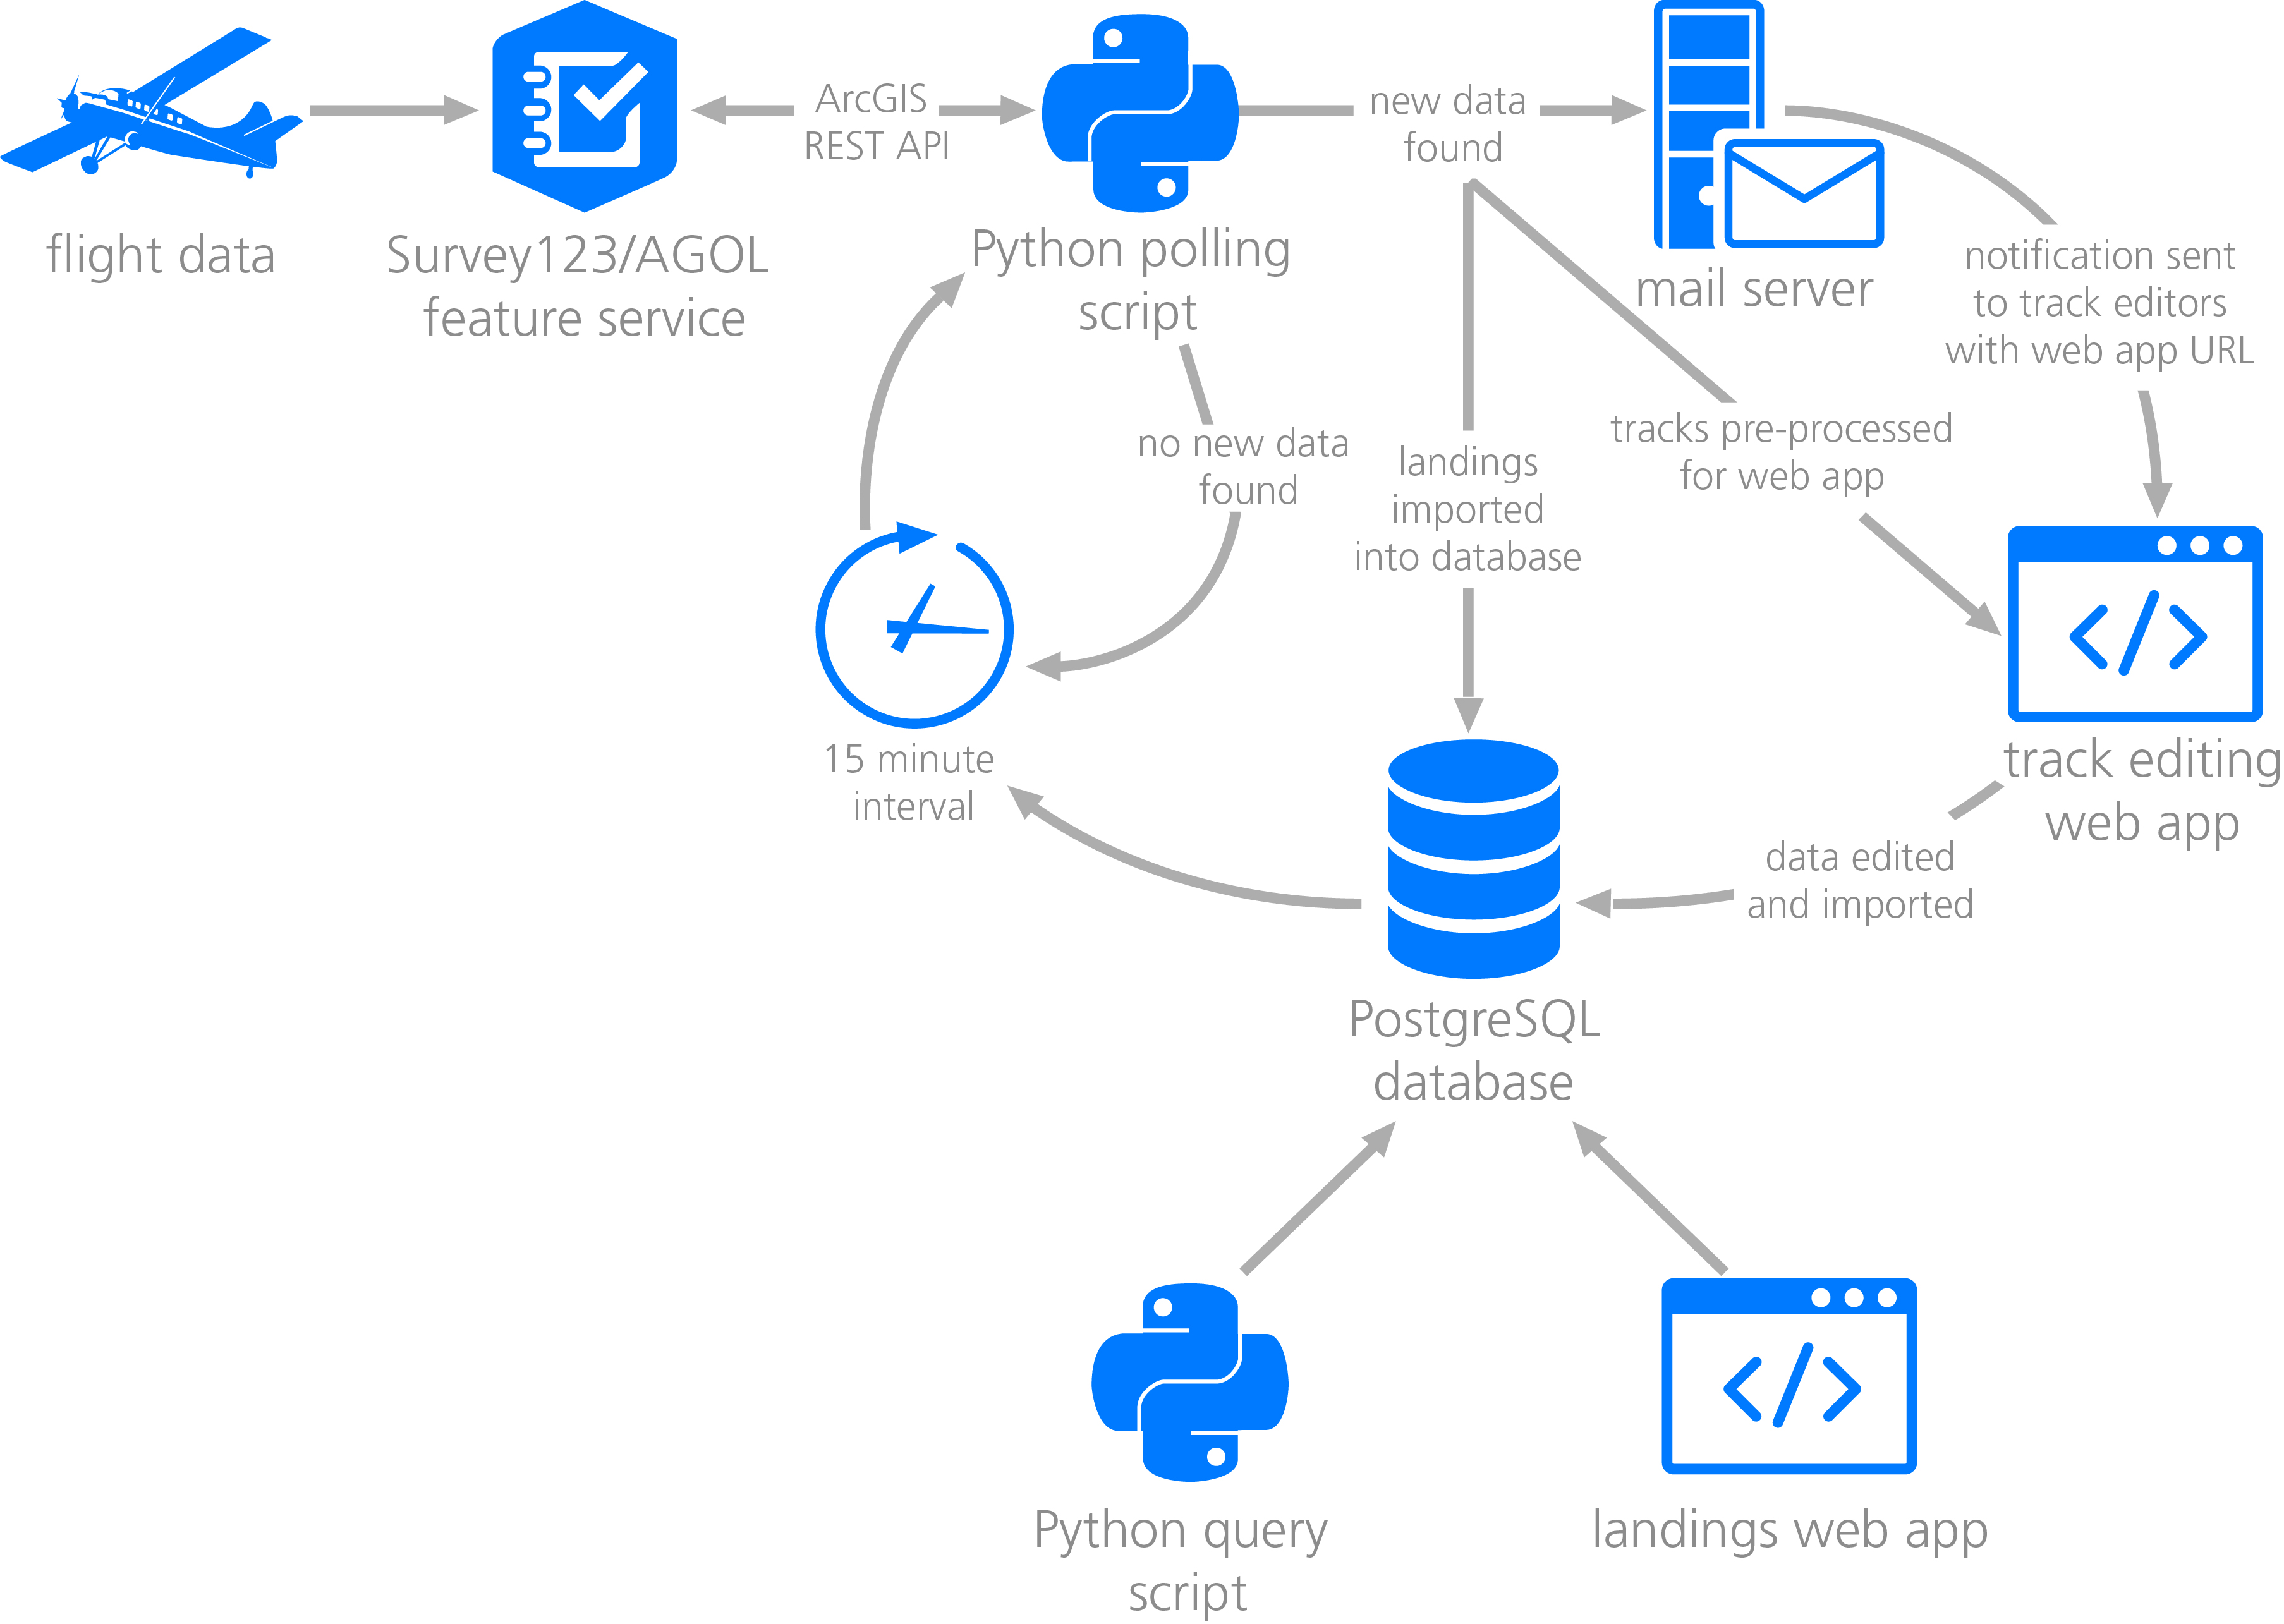 flight data
Survey123/AGOL
feature service
ArcGIS
REST API
Python polling
script
new data
found
mail server
notification sent
to track editors
with web app URL
no new data
found
landings
imported
into database
tracks pre-processed
for web app
15 minute
interval
track editing
web app
data edited
and imported
PostgreSQL
database
Python query
script
landings web app